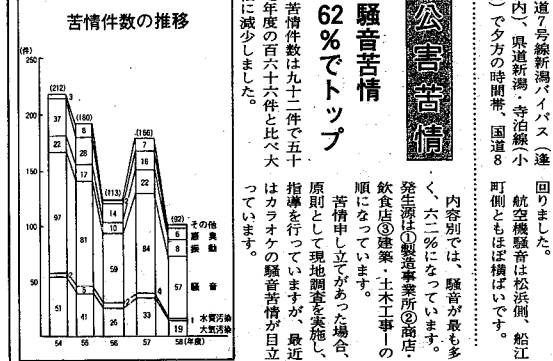 道7号線新潟バイパス（逢
内）、県道新潟・寺泊線（小
）で夕方の時間帯、国道8
回りました。
航空機騒音は松浜側、船江
町側ともほぼ横ばいです。
公害苦情
騒音苦情
62％でトップ
苦情件数は九十二件で五十
年度の百六十六件と比べ大
に減少しました。
内容別では、騒音が最も多
く、六二％になっています。
発生源は①製造事業所②商店・
飲食店③建築・土木工事―の
順になっています。
苦情申し立てがあった場合、
原則として現地調査を実施し、
指導を行っていますが、最近
はカラオケの騒音苦情が目立
っています。
苦情件数の推移
(件)
250
200
150
100
50
(212)
3
37
22
97
2
51
(180)
8
28
17
81
5
41
(113)
2
14
10
59
2
26
(166)
7
16
22
84
4
33
(92)
その他
6 悪臭
8 振動
57 騒音
1 水質汚染
19 大気汚染
54 55 56 57 58 (年度)